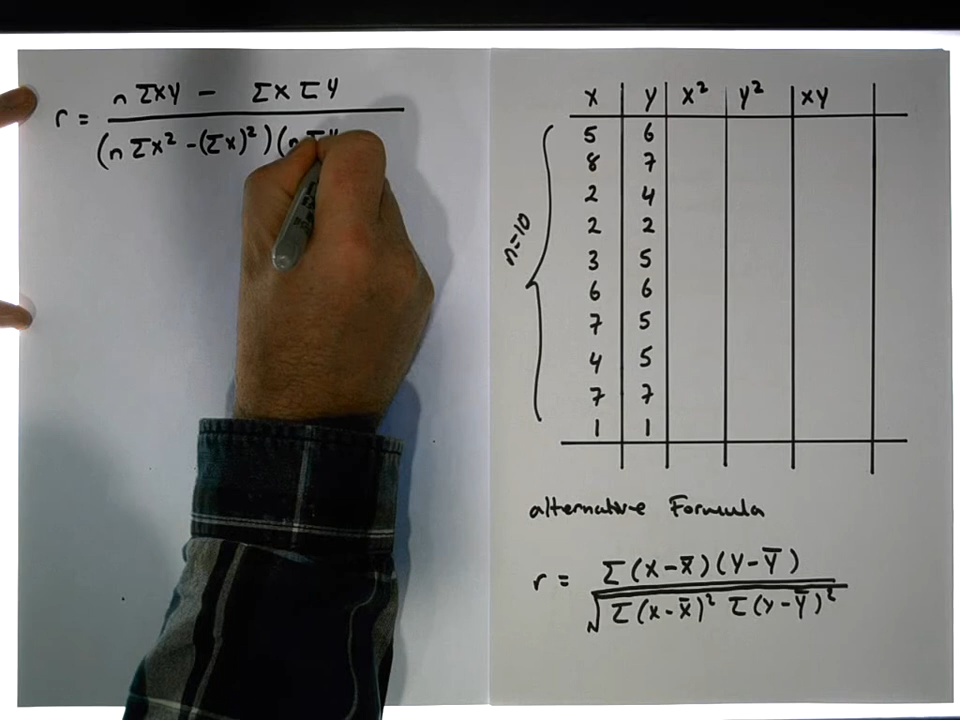 r = n Σxy - Σx Σy
(n Σx² - (Σx)²)(n Σy
x y x² y² xy
n=10
5 6
8 7
2 4
2 2
3 5
6 6
7 5
4 5
7 7
1 1
alternative Formula
r = Σ(x-x̄)(y-ȳ)
√Σ(x-x̄)² Σ(y-ȳ)²